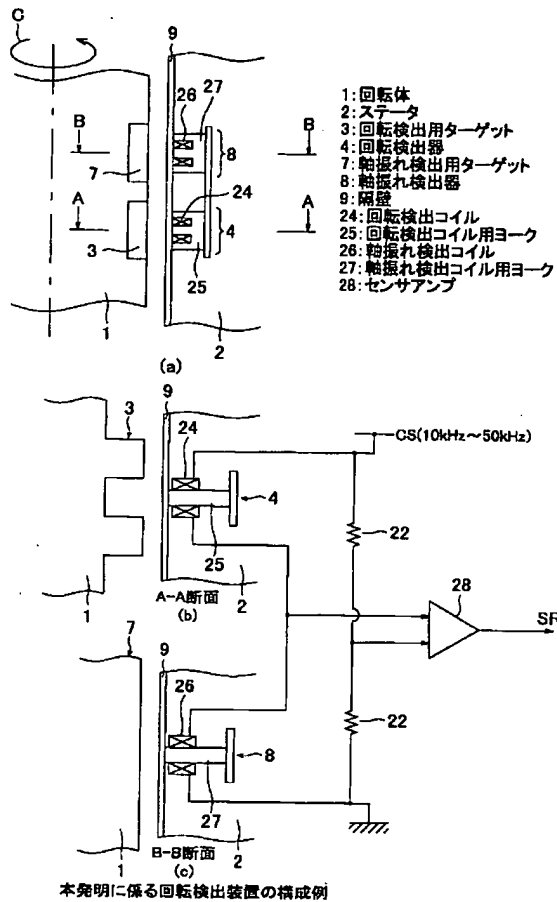 C
9
26
27
B
B
8
7
24
A
A
4
3
25
1
2
(a)
1:回転体
2:ステータ
3:回転検出用ターゲット
4:回転検出器
7:軸振れ検出用ターゲット
8:軸振れ検出器
9:隔壁
24:回転検出コイル
25:回転検出コイル用ヨーク
26:軸振れ検出コイル
27:軸振れ検出コイル用ヨーク
28:センサアンプ
3
9
24
CS(10kHz~50kHz)
4
22
25
28
1
A-A断面
2
(b)
SR
7
9
26
22
8
27
1
B-B断面
2
(c)
本発明に係る回転検出装置の構成例